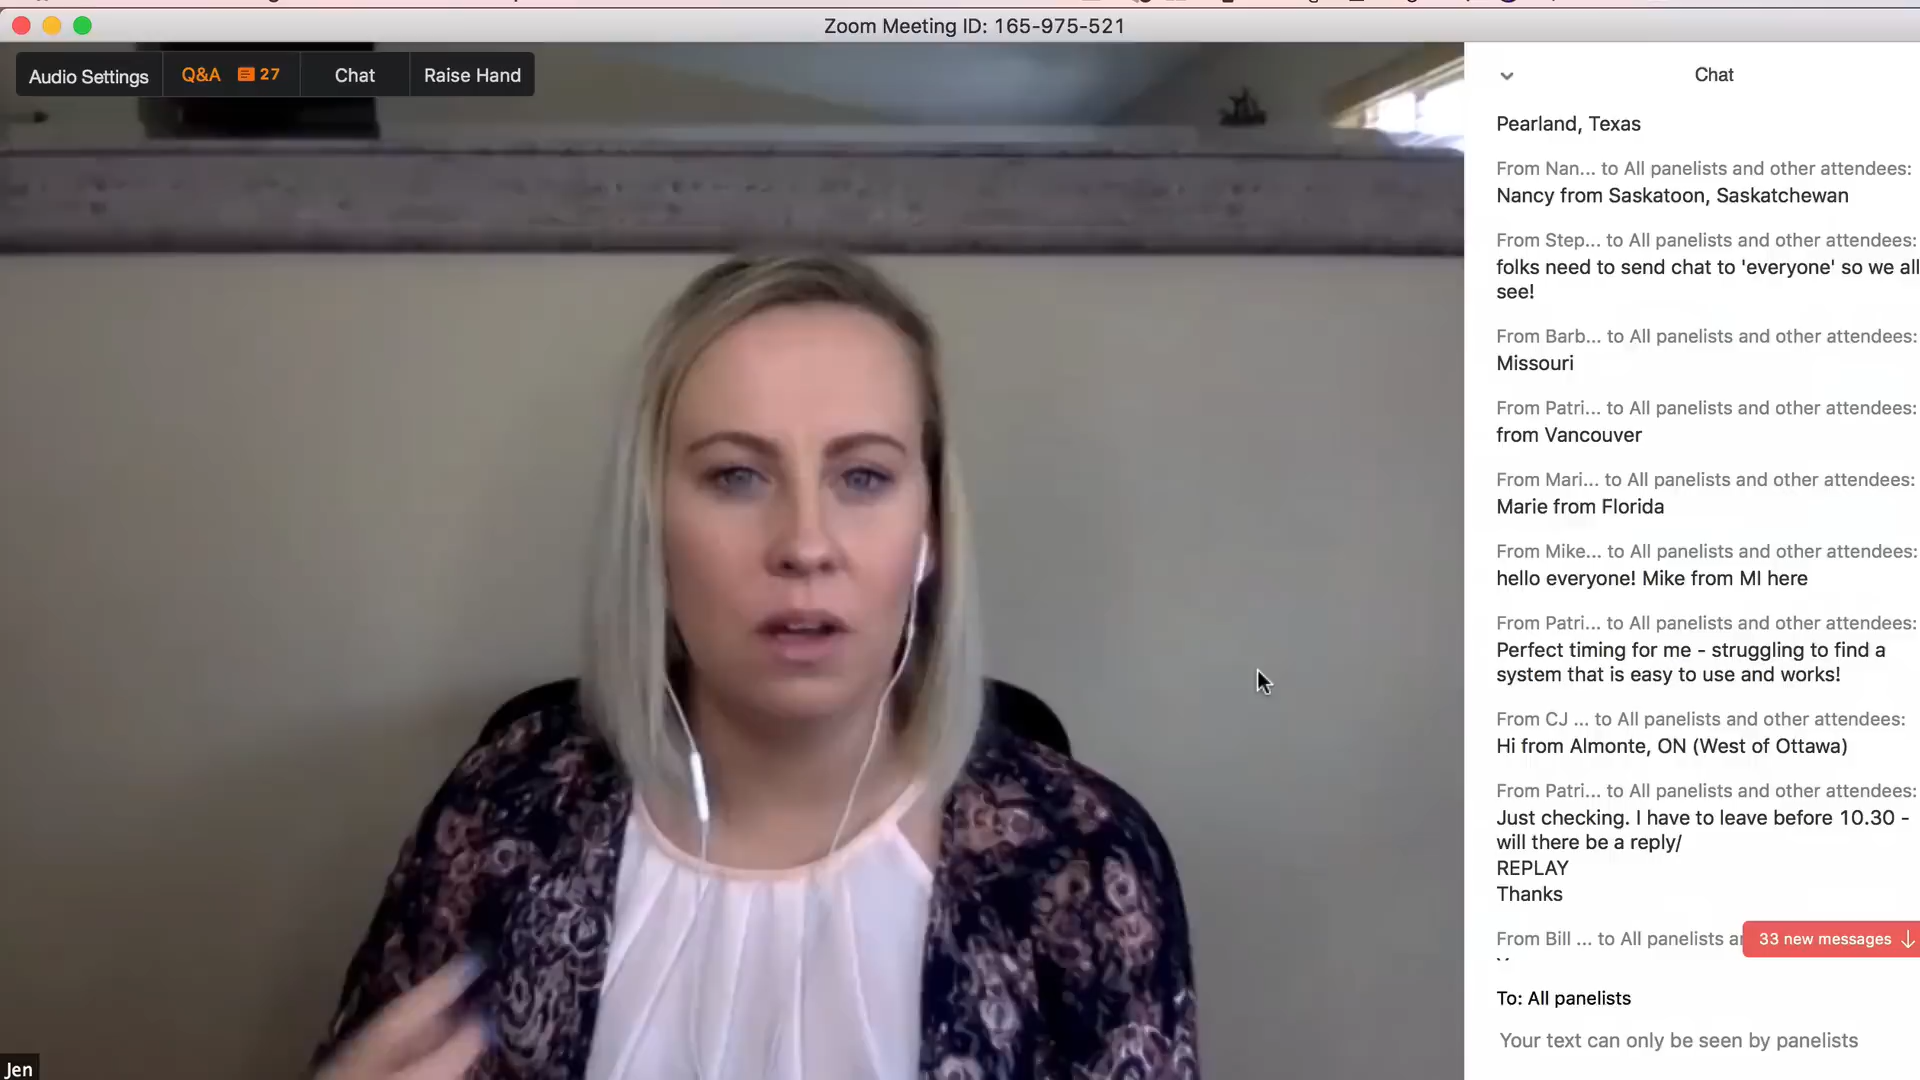 Zoom Meeting ID: 165-975-521
Audio Settings
Q&A 27
Chat
Raise Hand
Chat
Pearland, Texas
From Nan... to All panelists and other attendees:
Nancy from Saskatoon, Saskatchewan
From Step... to All panelists and other attendees:
folks need to send chat to 'everyone' so we all
see!
From Barb... to All panelists and other attendees:
Missouri
From Patri... to All panelists and other attendees:
from Vancouver
From Mari... to All panelists and other attendees:
Marie from Florida
From Mike... to All panelists and other attendees:
hello everyone! Mike from MI here
From Patri... to All panelists and other attendees:
Perfect timing for me - struggling to find a
system that is easy to use and works!
From CJ ... to All panelists and other attendees:
Hi from Almonte, ON (West of Ottawa)
From Patri... to All panelists and other attendees:
Just checking. I have to leave before 10.30 -
will there be a reply/
REPLAY
Thanks
From Bill ... to All panelists
33 new messages
To: All panelists
Your text can only be seen by panelists
Jen